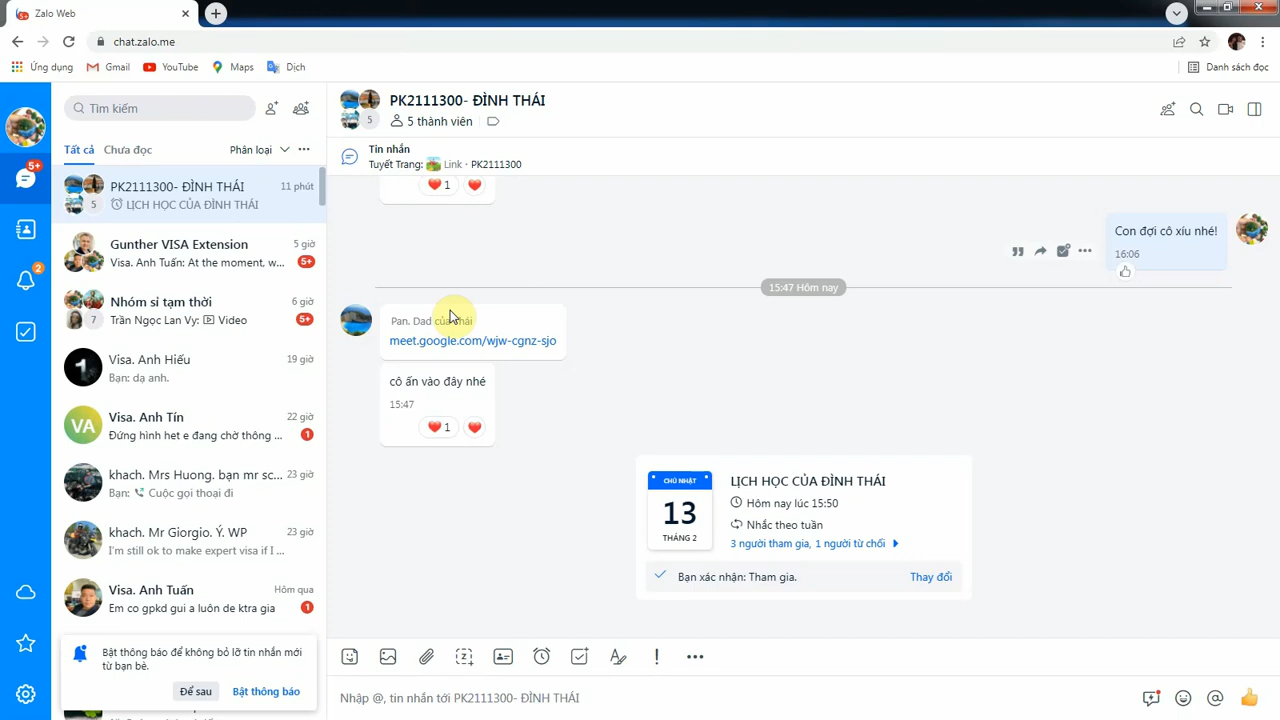 Zalo Web
chat.zalo.me
Ứng dụng
Gmail
YouTube
Maps
Dịch
Danh sách đọc
5+
2
Tìm kiếm
Tất cả
Chưa đọc
Phân loại
PK2111300- ĐÌNH THÁI
11 phút
5
LỊCH HỌC CỦA ĐÌNH THÁI
Gunther VISA Extension
5 giờ
Visa. Anh Tuấn: At the moment, w...
5+
Nhóm sỉ tạm thời
6 giờ
7
Trần Ngọc Lan Vy: Video
5+
Visa. Anh Hiếu
19 giờ
Bạn: dạ anh.
VA
Visa. Anh Tín
22 giờ
Đứng hình het e đang chờ thông ...
1
khach. Mrs Huong. bạn mr sc...
23 giờ
Bạn: Cuộc gọi thoại đi
khach. Mr Giorgio. Ý. WP
23 giờ
I'm still ok to make expert visa if I ...
Visa. Anh Tuấn
Hôm qua
Em co gpkd gui a luôn de ktra gia
1
Bật thông báo để không bỏ lỡ tin nhắn mới
từ bạn bè.
Để sau
Bật thông báo
PK2111300- ĐÌNH THÁI
5
5 thành viên
Tin nhắn
Tuyết Trang: Link · PK2111300
1
Con đợi cô xíu nhé!
16:06
15:47 Hôm nay
Pan. Dad của thái
meet.google.com/wjw-cgnz-sjo
cô ấn vào đây nhé
15:47
1
CHỦ NHẬT
13
THÁNG 2
LỊCH HỌC CỦA ĐÌNH THÁI
Hôm nay lúc 15:50
Nhắc theo tuần
3 người tham gia, 1 người từ chối
Bạn xác nhận: Tham gia.
Thay đổi
Nhập @, tin nhắn tới PK2111300- ĐÌNH THÁI